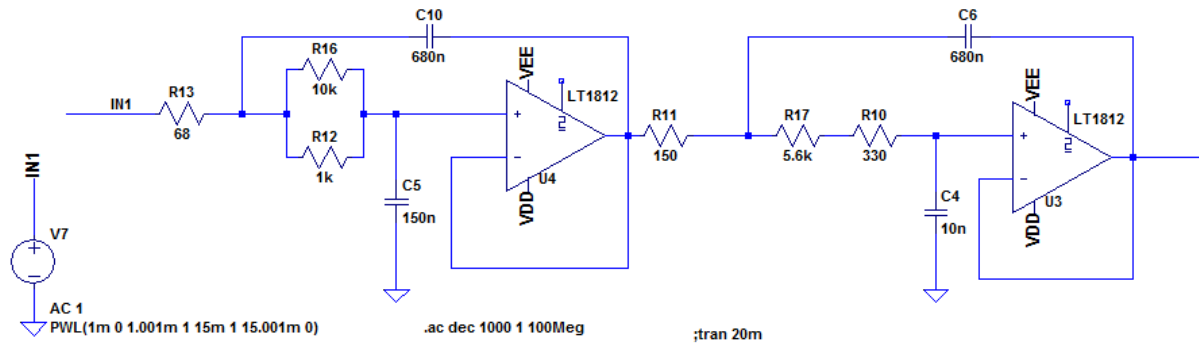 C10
680n
C6
680n
R16
10k
VEE
LT1812
VEE
LT1812
IN1
R13
68
R12
1k
+
−
U4
VDD
R11
150
R17
5.6k
R10
330
+
−
U3
VDD
C5
150n
C4
10n
IN1
V7
+
−
AC 1
PWL(1m 0 1.001m 1 15m 1 15.001m 0)
.ac dec 1000 1 100Meg
;tran 20m